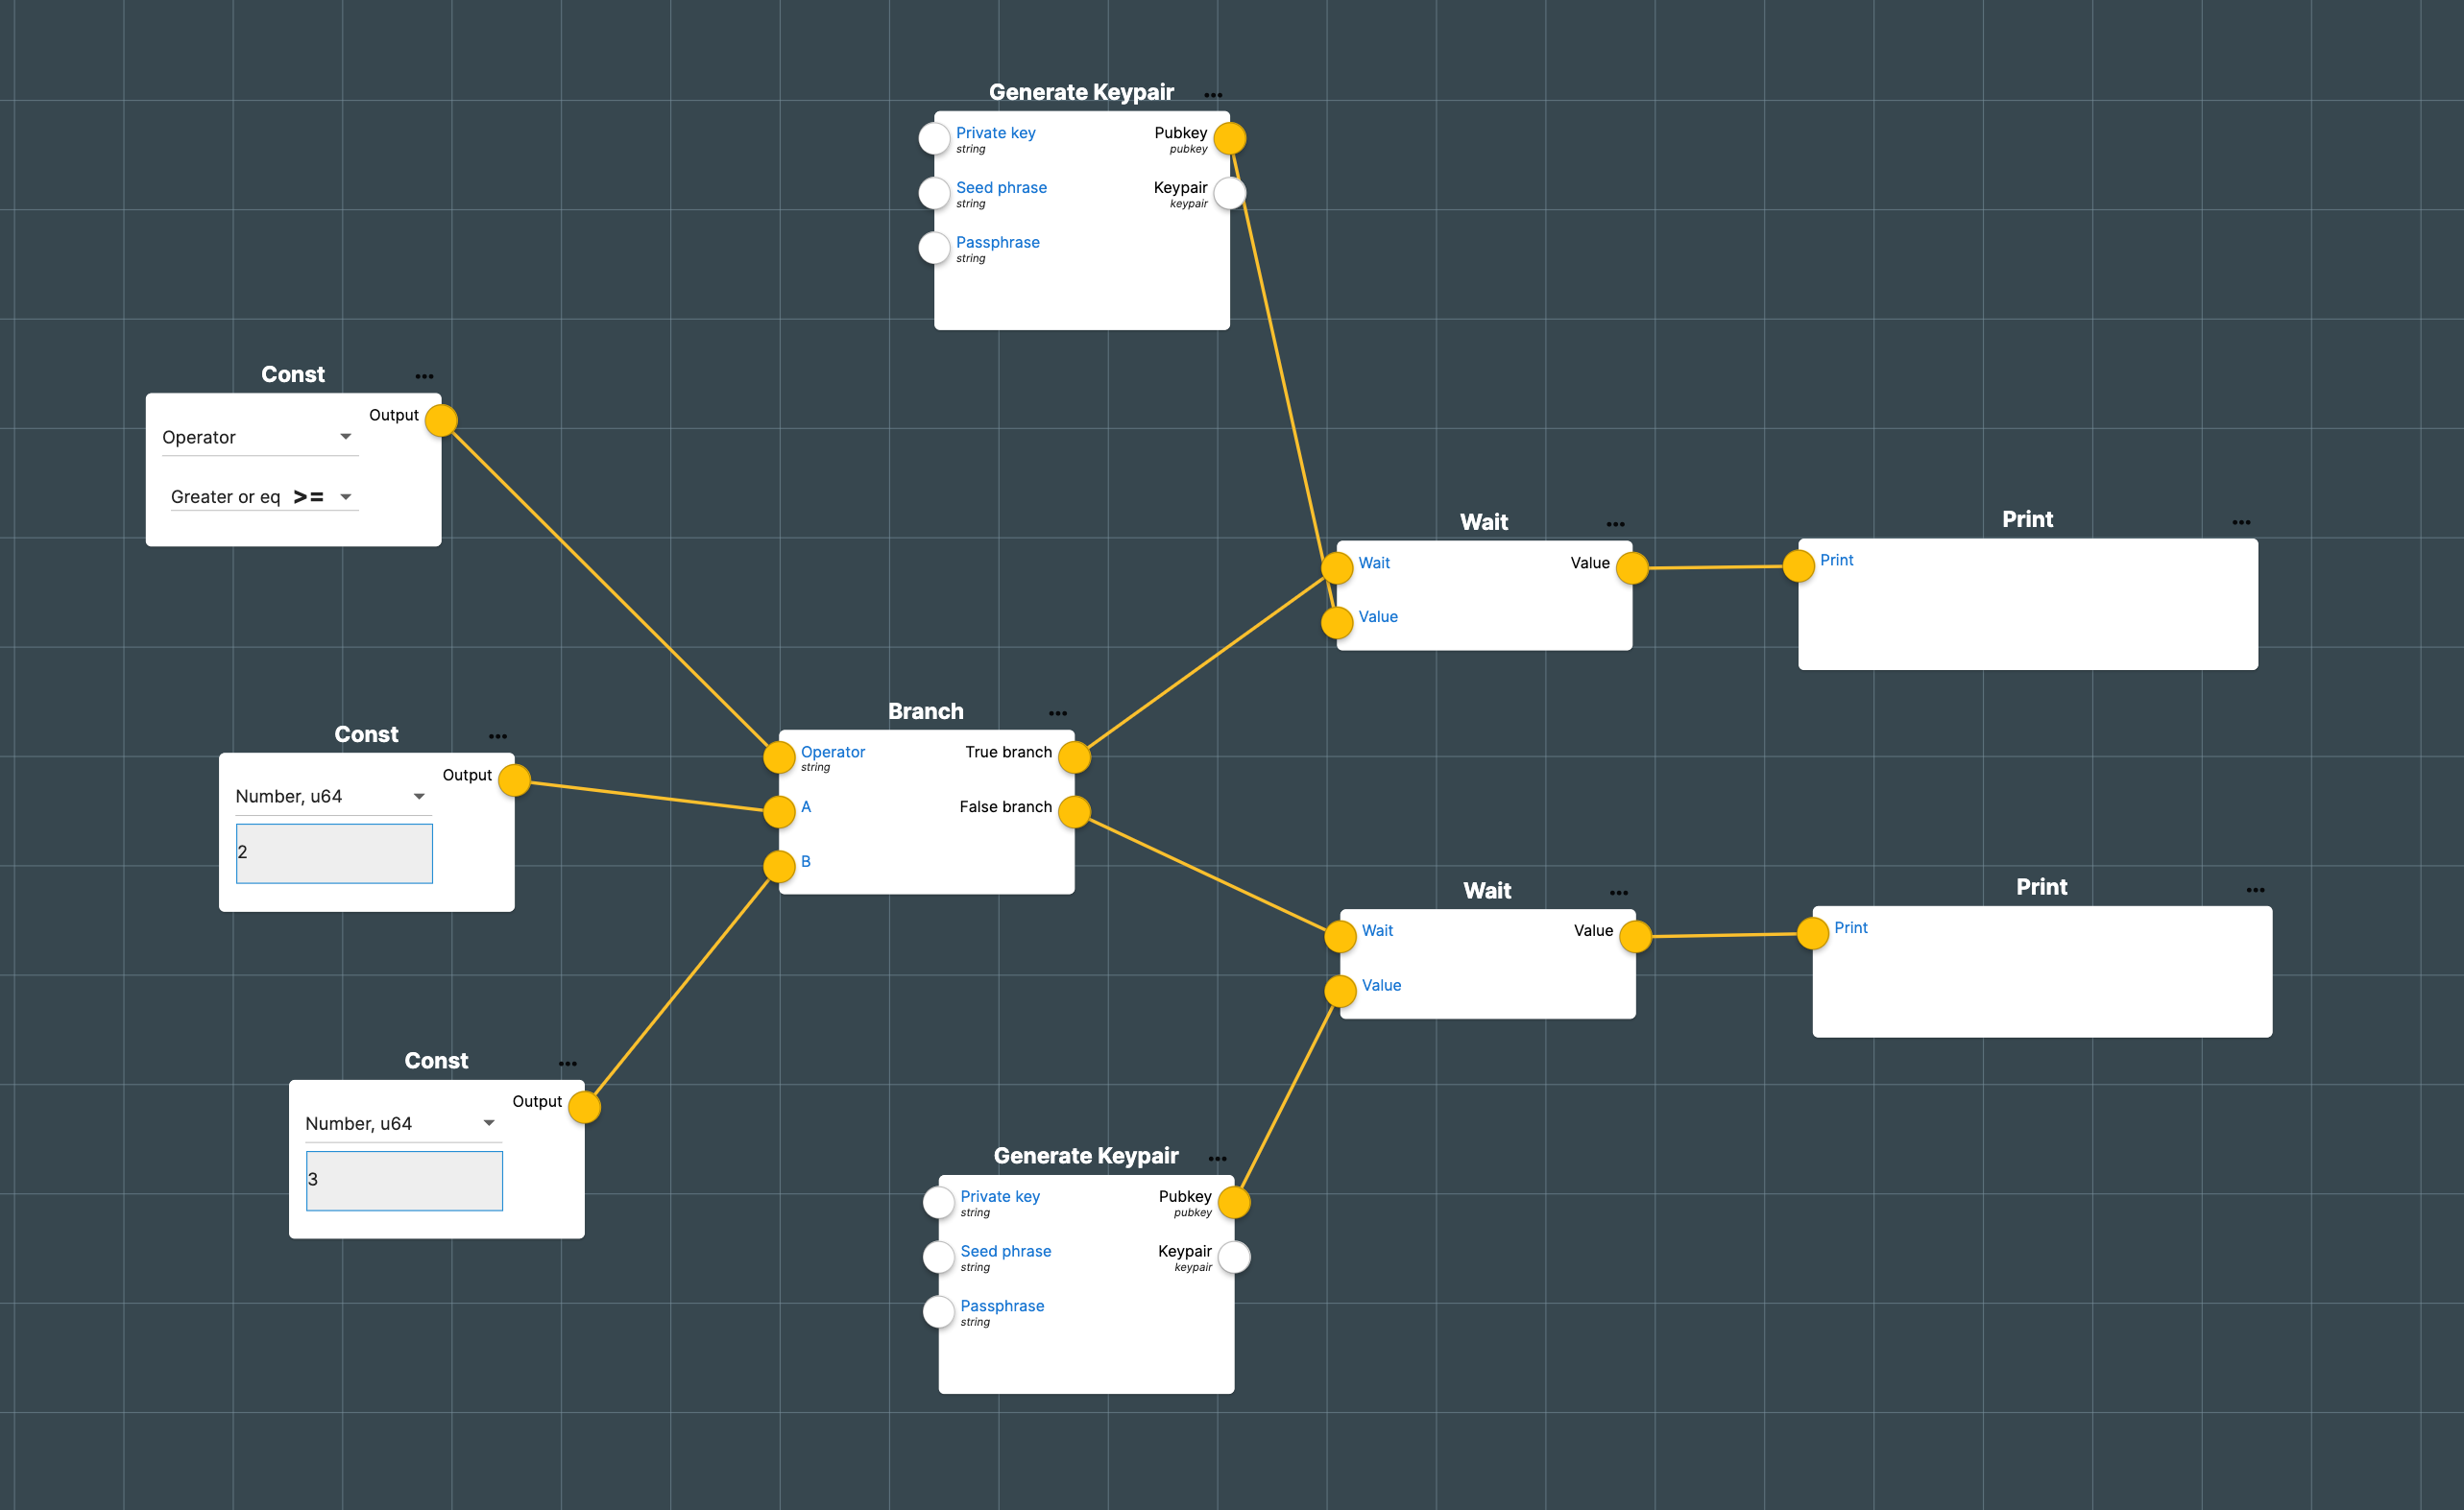 Generate Keypair
Private key
string
Pubkey
pubkey
Seed phrase
string
Keypair
keypair
Passphrase
string
Const
Output
Operator
Greater or eq >=
Wait
Wait
Value
Value
Print
Print
Const
Output
Number, u64
2
Branch
Operator
string
True branch
A
False branch
B
Wait
Wait
Value
Value
Print
Print
Const
Output
Number, u64
3
Generate Keypair
Private key
string
Pubkey
pubkey
Seed phrase
string
Keypair
keypair
Passphrase
string